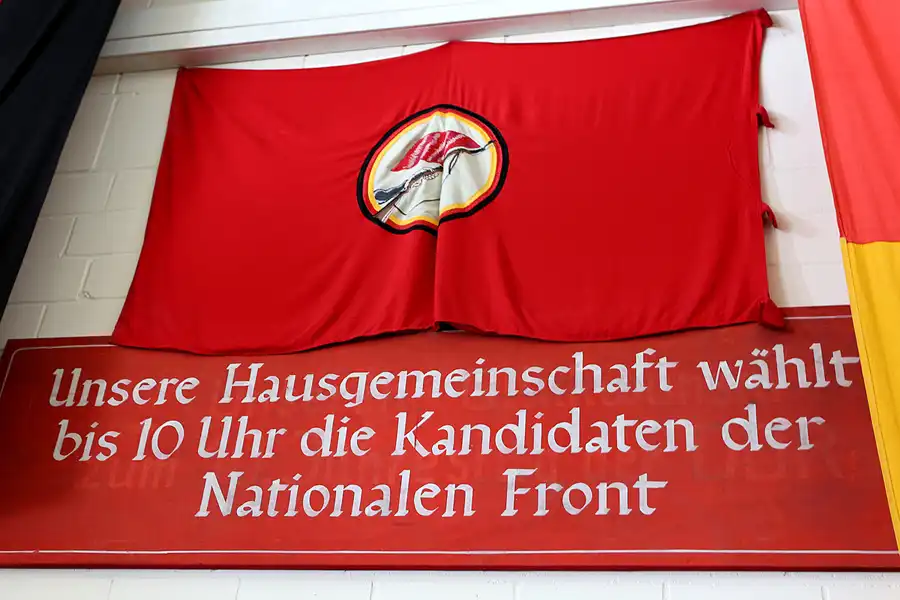 Unsere Hausgemeinschaft wählt
bis 10 Uhr die Kandidaten der
Nationalen Front